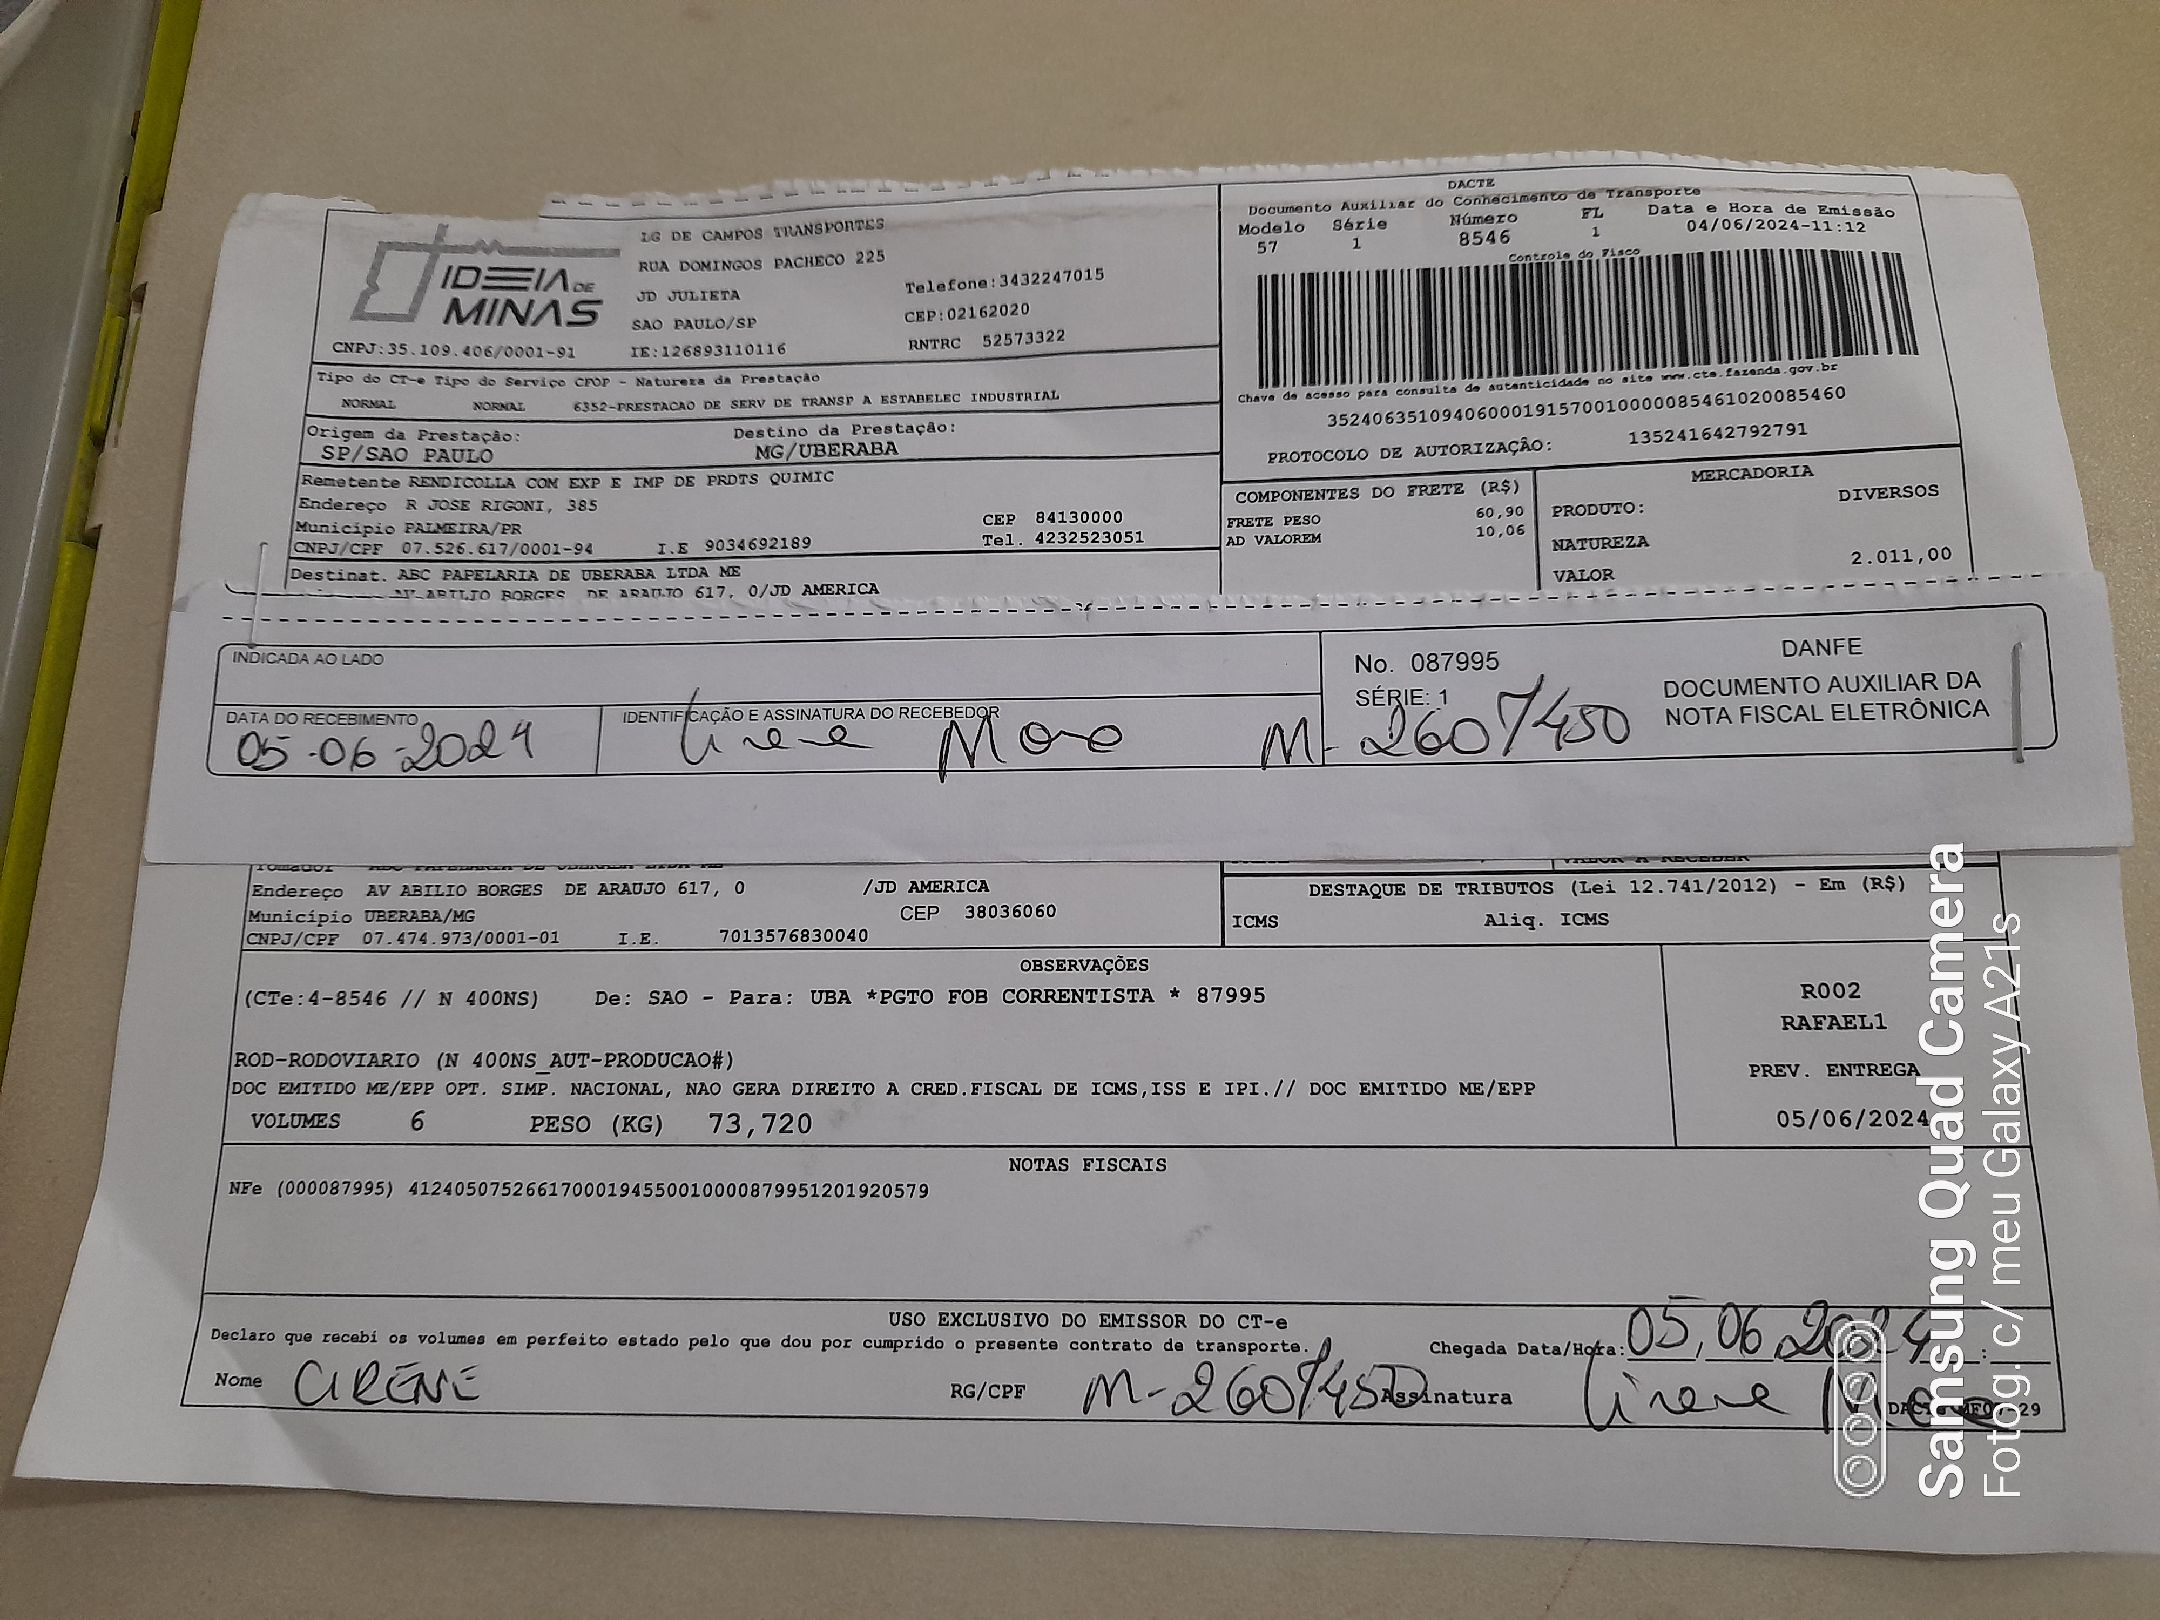 IDEIA DE
MINAS
LG DE CAMPOS TRANSPORTES
RUA DOMINGOS PACHECO 225
JD JULIETA
SAO PAULO/SP
Telefone:3432247015
CEP:02162020
CNPJ:35.109.406/0001-91 IE:126893110116 RNTRC 52573322
DACTE
Documento Auxiliar do Conhecimento de Transporte
Modelo Série Número FL Data e Hora de Emissão
57 1 8546 1 04/06/2024-11:12
Controle do Fisco
Chave de acesso para consulta de autenticidade no site www.cte.fazenda.gov.br
35240635109406000191570010000085461020085460
PROTOCOLO DE AUTORIZAÇÃO: 135241642792791
Tipo do CT-e Tipo do Serviço CFOP - Natureza da Prestação
NORMAL NORMAL 6352-PRESTACAO DE SERV DE TRANSP A ESTABELEC INDUSTRIAL
Origem da Prestação: Destino da Prestação:
SP/SAO PAULO MG/UBERABA
Remetente RENDICOLLA COM EXP E IMP DE PRDTS QUIMIC
Endereço R JOSE RIGONI, 385
Município PALMEIRA/PR CEP 84130000
CNPJ/CPF 07.526.617/0001-94 I.E 9034692189 Tel. 4232523051
COMPONENTES DO FRETE (R$)
FRETE PESO 60,90
AD VALOREM 10,06
MERCADORIA
PRODUTO: DIVERSOS
NATUREZA
VALOR 2.011,00
Destinat. ABC PAPELARIA DE UBERABA LTDA ME
AV ABILIO BORGES DE ARAUJO 617, 0/JD AMERICA
INDICADA AO LADO
DATA DO RECEBIMENTO
05-06-2024
IDENTIFICAÇÃO E ASSINATURA DO RECEBEDOR
M-2607450
No. 087995
SÉRIE: 1
DANFE
DOCUMENTO AUXILIAR DA
NOTA FISCAL ELETRÔNICA
Tomador ABC PAPELARIA DE UBERABA LTDA ME
VALOR A RECEBER
Endereço AV ABILIO BORGES DE ARAUJO 617, 0 /JD AMERICA
Município UBERABA/MG CEP 38036060
CNPJ/CPF 07.474.973/0001-01 I.E. 7013576830040
DESTAQUE DE TRIBUTOS (Lei 12.741/2012) - Em (R$)
ICMS Aliq. ICMS
OBSERVAÇÕES
(CTe:4-8546 // N 400NS) De: SAO - Para: UBA *PGTO FOB CORRENTISTA * 87995
ROD-RODOVIARIO (N 400NS_AUT-PRODUCAO#)
DOC EMITIDO ME/EPP OPT. SIMP. NACIONAL, NAO GERA DIREITO A CRED.FISCAL DE ICMS,ISS E IPI.// DOC EMITIDO ME/EPP
VOLUMES 6 PESO (KG) 73,720
R002
RAFAEL1
PREV. ENTREGA
05/06/2024
NOTAS FISCAIS
NFe (000087995) 41240507526617000194550010000879951201920579
USO EXCLUSIVO DO EMISSOR DO CT-e
Declaro que recebi os volumes em perfeito estado pelo que dou por cumprido o presente contrato de transporte.
Chegada Data/Hora: 05,06 2024 :
Nome CIRENE RG/CPF M-2607450 Assinatura
Samsung Quad Camera
Fotog. c/ meu Galaxy A21s